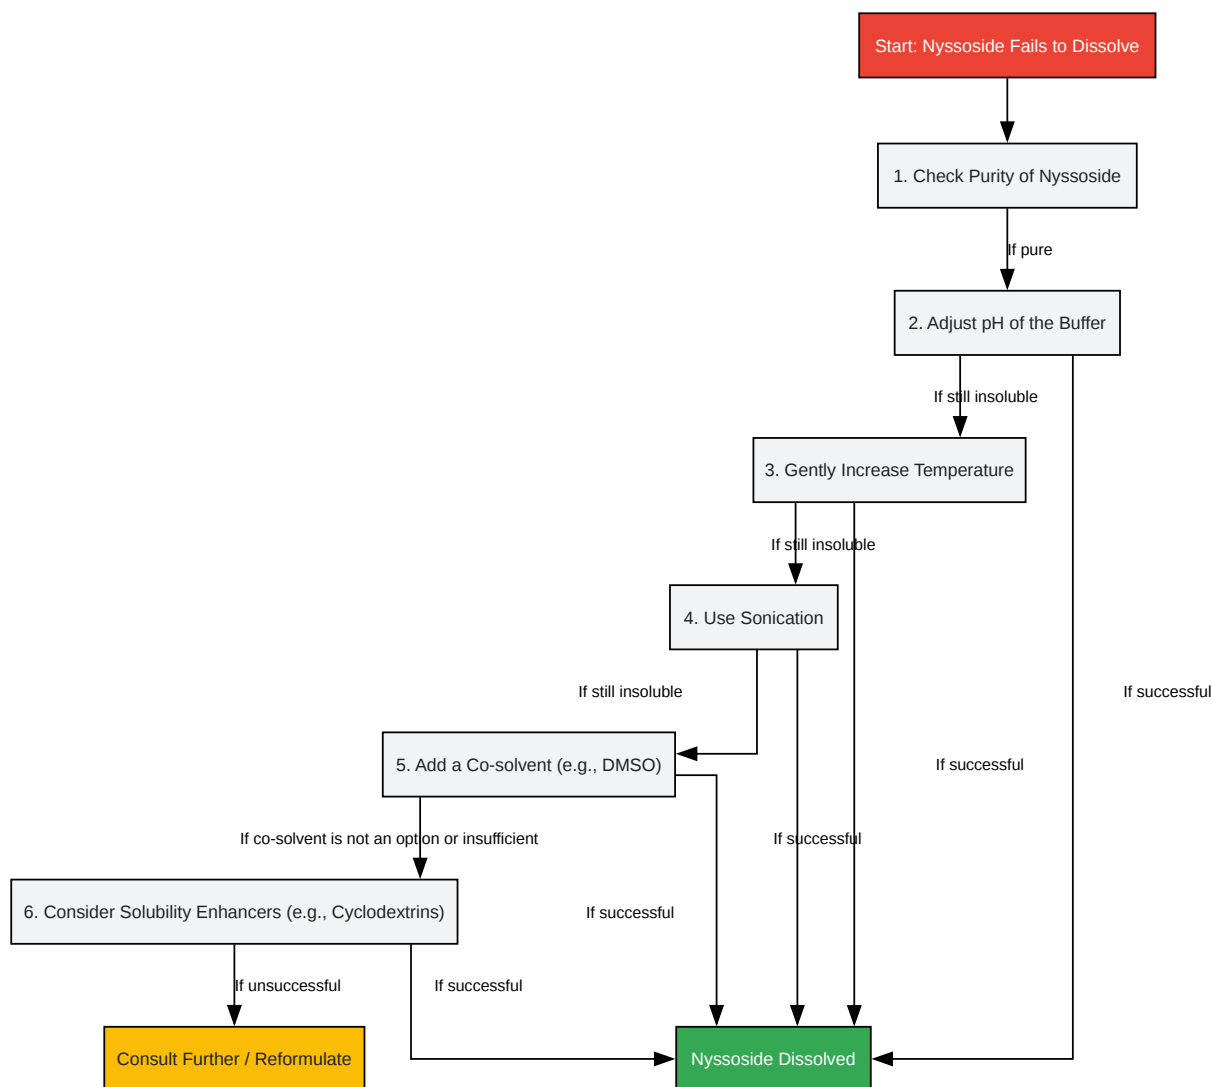 Start: Nyssoside Fails to Dissolve
1. Check Purity of Nyssoside
If pure
2. Adjust pH of the Buffer
If still insoluble
3. Gently Increase Temperature
If still insoluble
4. Use Sonication
If still insoluble
If successful
5. Add a Co-solvent (e.g., DMSO)
If successful
If co-solvent is not an option or insufficient
If successful
6. Consider Solubility Enhancers (e.g., Cyclodextrins)
If successful
If unsuccessful
If successful
Consult Further / Reformulate
Nyssoside Dissolved